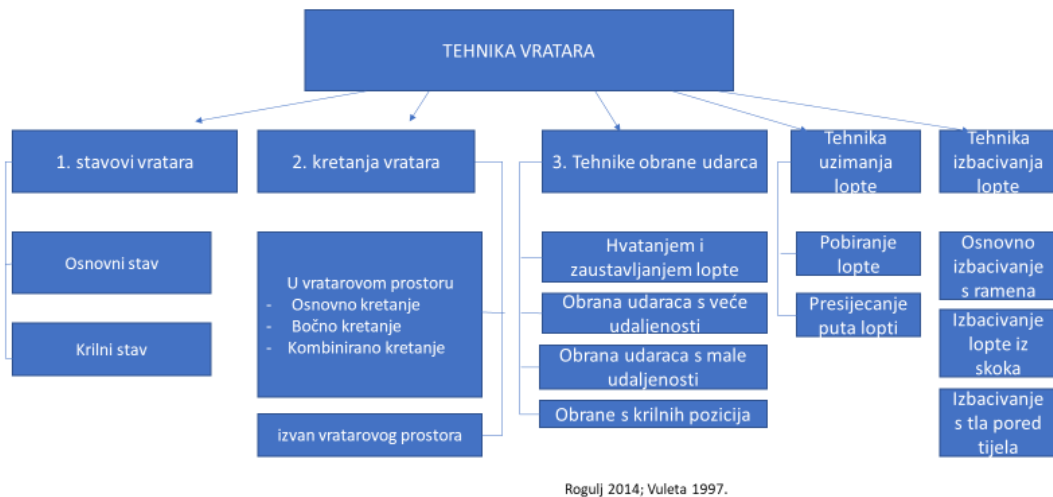 TEHNIKA VRATARA
1. stavovi vratara
Osnovni stav
Krilni stav
2. kretanja vratara
U vratarovom prostoru
- Osnovno kretanje
- Bočno kretanje
- Kombinirano kretanje
izvan vratarovog prostora
3. Tehnike obrane udarca
Hvatanjem i
zaustavljanjem lopte
Obrana udaraca s veće
udaljenosti
Obrana udaraca s male
udaljenosti
Obrane s krilnih pozicija
Tehnika
uzimanja
lopte
Pobiranje
lopte
Presijecanje
puta lopti
Tehnika
izbacivanja
lopte
Osnovno
izbacivanje
s ramena
Izbacivanje
lopte iz
skoka
Izbacivanje
s tla pored
tijela
Rogulj 2014; Vuleta 1997.